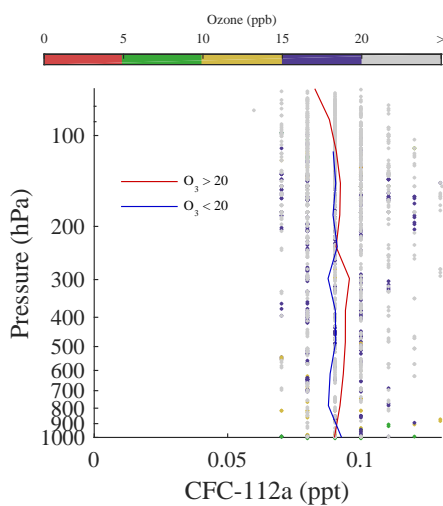 Ozone (ppb)
0 5 10 15 20 >
100
200
300
400
500
600
700
800
1000
O3 > 20
O3 < 20
Pressure (hPa)
0 0.05 0.1
CFC-112a (ppt)